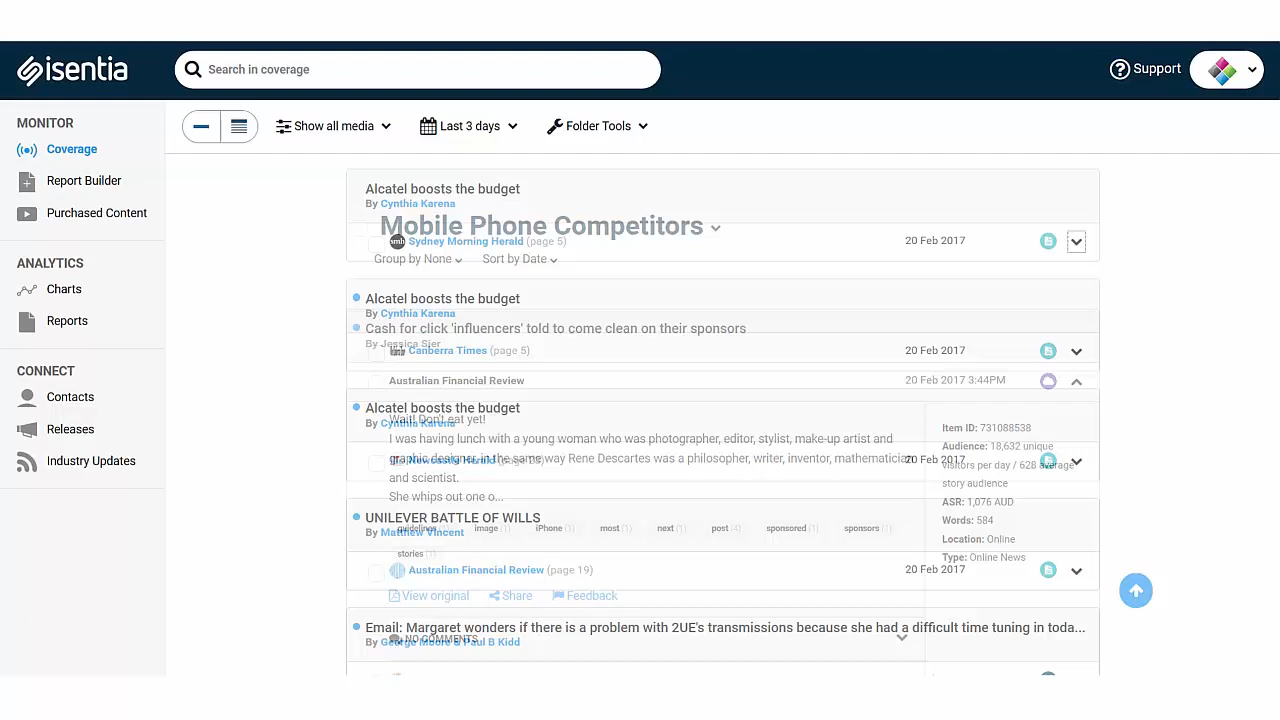 isentia
Search in coverage
Support
MONITOR
Coverage
Report Builder
Purchased Content
ANALYTICS
Charts
Reports
CONNECT
Contacts
Releases
Industry Updates
Show all media
Last 3 days
Folder Tools
Alcatel boosts the budget
By Cynthia Karena
Mobile Phone Competitors
smh Sydney Morning Herald (page 5) 20 Feb 2017
Group by None Sort by Date
Alcatel boosts the budget
By Cynthia Karena
Cash for click 'influencers' told to come clean on their sponsors
By Jessica Sier
Canberra Times (page 5) 20 Feb 2017
Australian Financial Review 20 Feb 2017 3:44PM
Alcatel boosts the budget
By Cynthia Karena
Wait! Don't eat yet!
I was having lunch with a young woman who was photographer, editor, stylist, make-up artist and
graphic designer, in the same way Rene Descartes was a philosopher, writer, inventor, mathematician
and scientist.
She whips out one o...
Newcastle Herald 20 Feb 2017
Item ID: 731088538
Audience: 18,632 unique
visitors per day / 628 average
story audience
ASR: 1,076 AUD
Words: 584
Location: Online
Type: Online News
UNILEVER BATTLE OF WILLS
By Matthew Vincent
guidelines (1) image (1) iPhone (1) most (1) next (1) post (4) sponsored (1) sponsors (1)
stories (1)
Australian Financial Review (page 19) 20 Feb 2017
View original Share Feedback
Email: Margaret wonders if there is a problem with 2UE's transmissions because she had a difficult time tuning in toda...
NO COMMENTS
By George Moore & Paul B Kidd